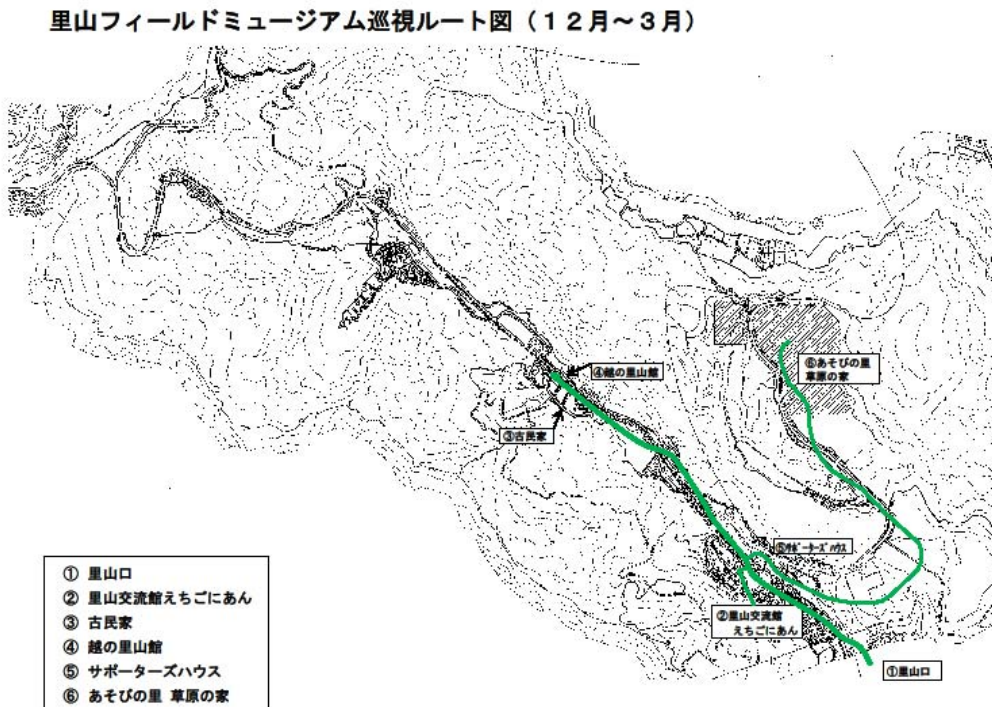 里山フィールドミュージアム巡視ルート図（１２月～３月）
④越の里山館
⑥あそびの里
草原の家
③古民家
⑤サポーターズハウス
②里山交流館
えちごにあん
①里山口
① 里山口
② 里山交流館えちごにあん
③ 古民家
④ 越の里山館
⑤ サポーターズハウス
⑥ あそびの里 草原の家